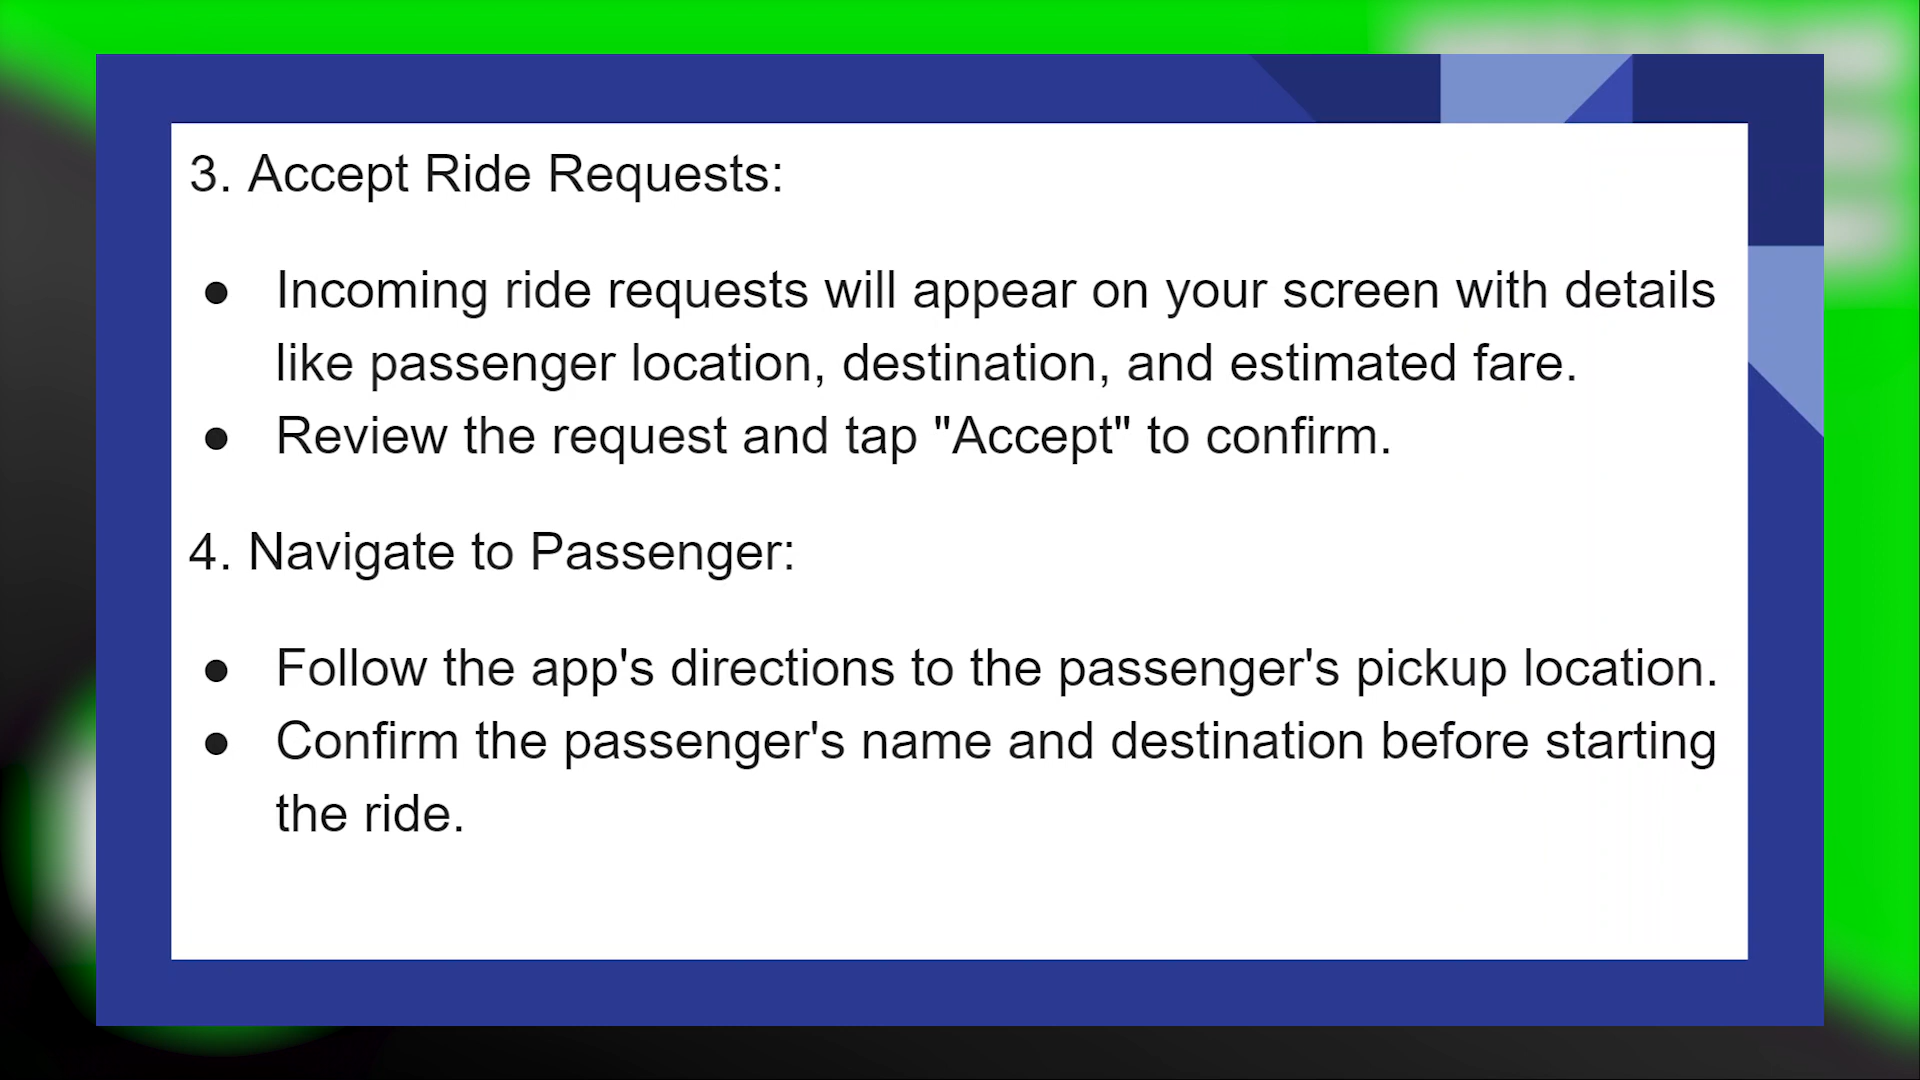 3. Accept Ride Requests:
● Incoming ride requests will appear on your screen with details
like passenger location, destination, and estimated fare.
● Review the request and tap "Accept" to confirm.
4. Navigate to Passenger:
● Follow the app's directions to the passenger's pickup location.
● Confirm the passenger's name and destination before starting
the ride.